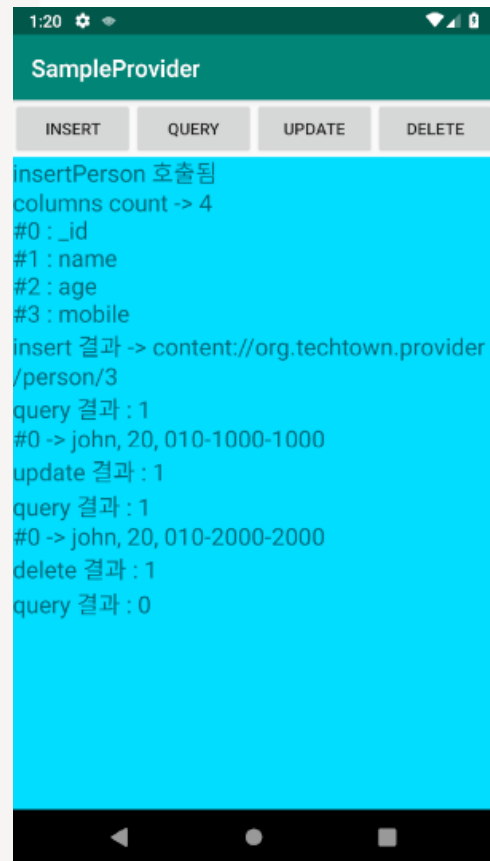 1:20
SampleProvider
INSERT QUERY UPDATE DELETE
insertPerson 호출됨
columns count -> 4
#0 : _id
#1 : name
#2 : age
#3 : mobile
insert 결과 -> content://org.techtown.provider
/person/3
query 결과 : 1
#0 -> john, 20, 010-1000-1000
update 결과 : 1
query 결과 : 1
#0 -> john, 20, 010-2000-2000
delete 결과 : 1
query 결과 : 0